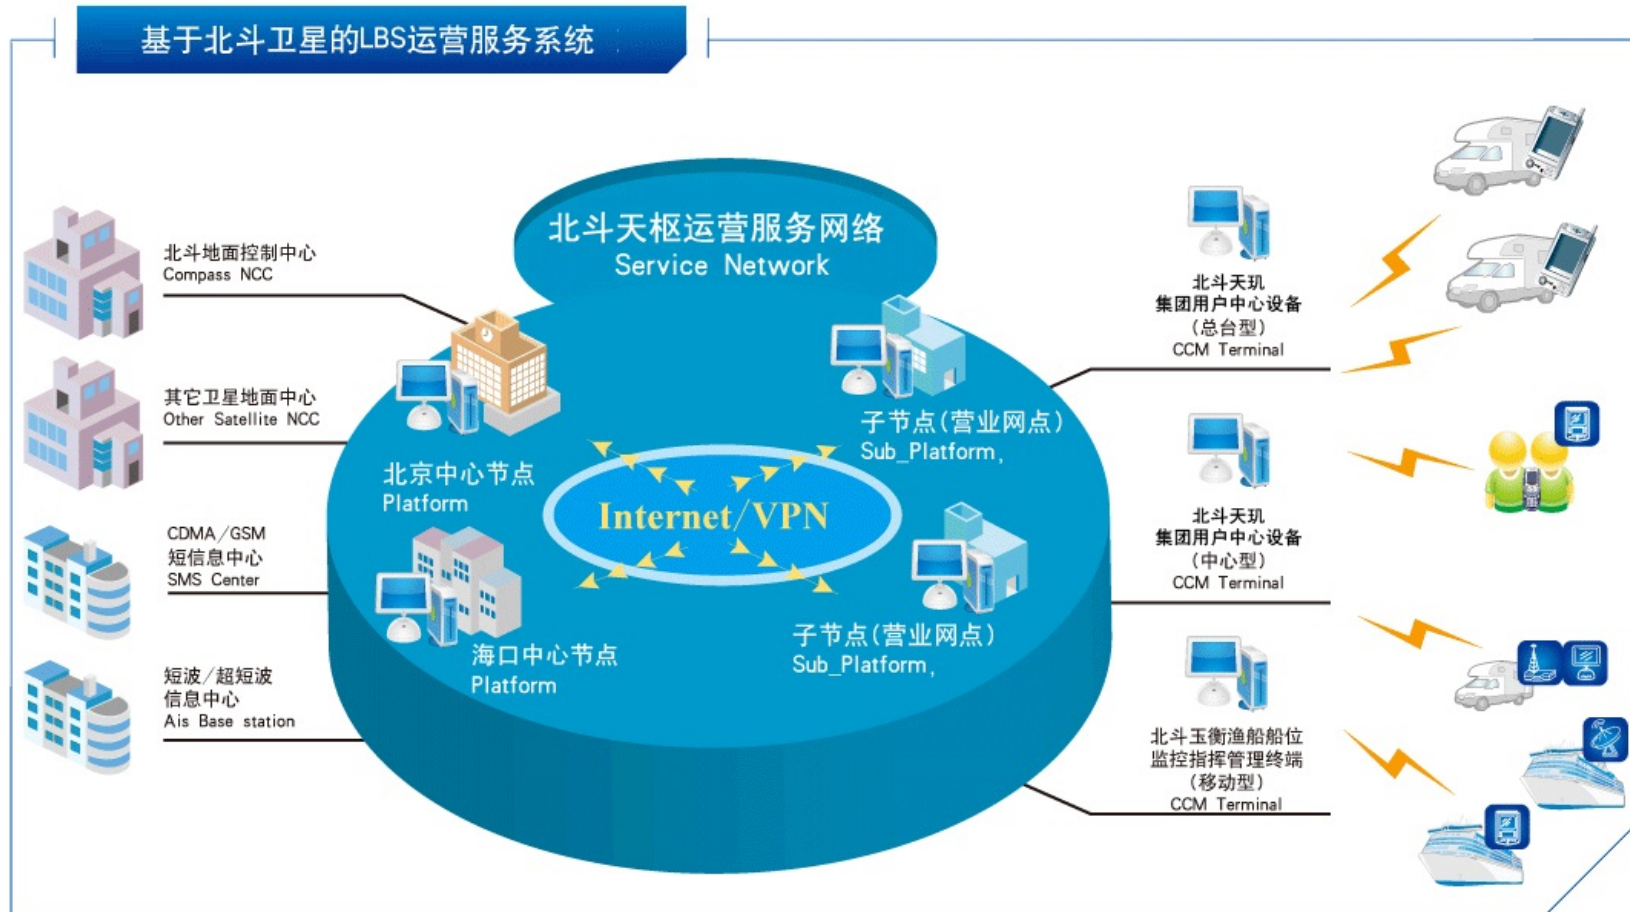 基于北斗卫星的LBS运营服务系统
北斗天枢运营服务网络
Service Network
北斗地面控制中心
Compass NCC
其它卫星地面中心
Other Satellite NCC
CDMA/GSM
短信息中心
SMS Center
短波/超短波
信息中心
Ais Base station
北京中心节点
Platform
海口中心节点
Platform
Internet/VPN
子节点(营业网点)
Sub_Platform,
子节点(营业网点)
Sub_Platform,
北斗天玑
集团用户中心设备
(总台型)
CCM Terminal
北斗天玑
集团用户中心设备
(中心型)
CCM Terminal
北斗玉衡渔船船位
监控指挥管理终端
(移动型)
CCM Terminal